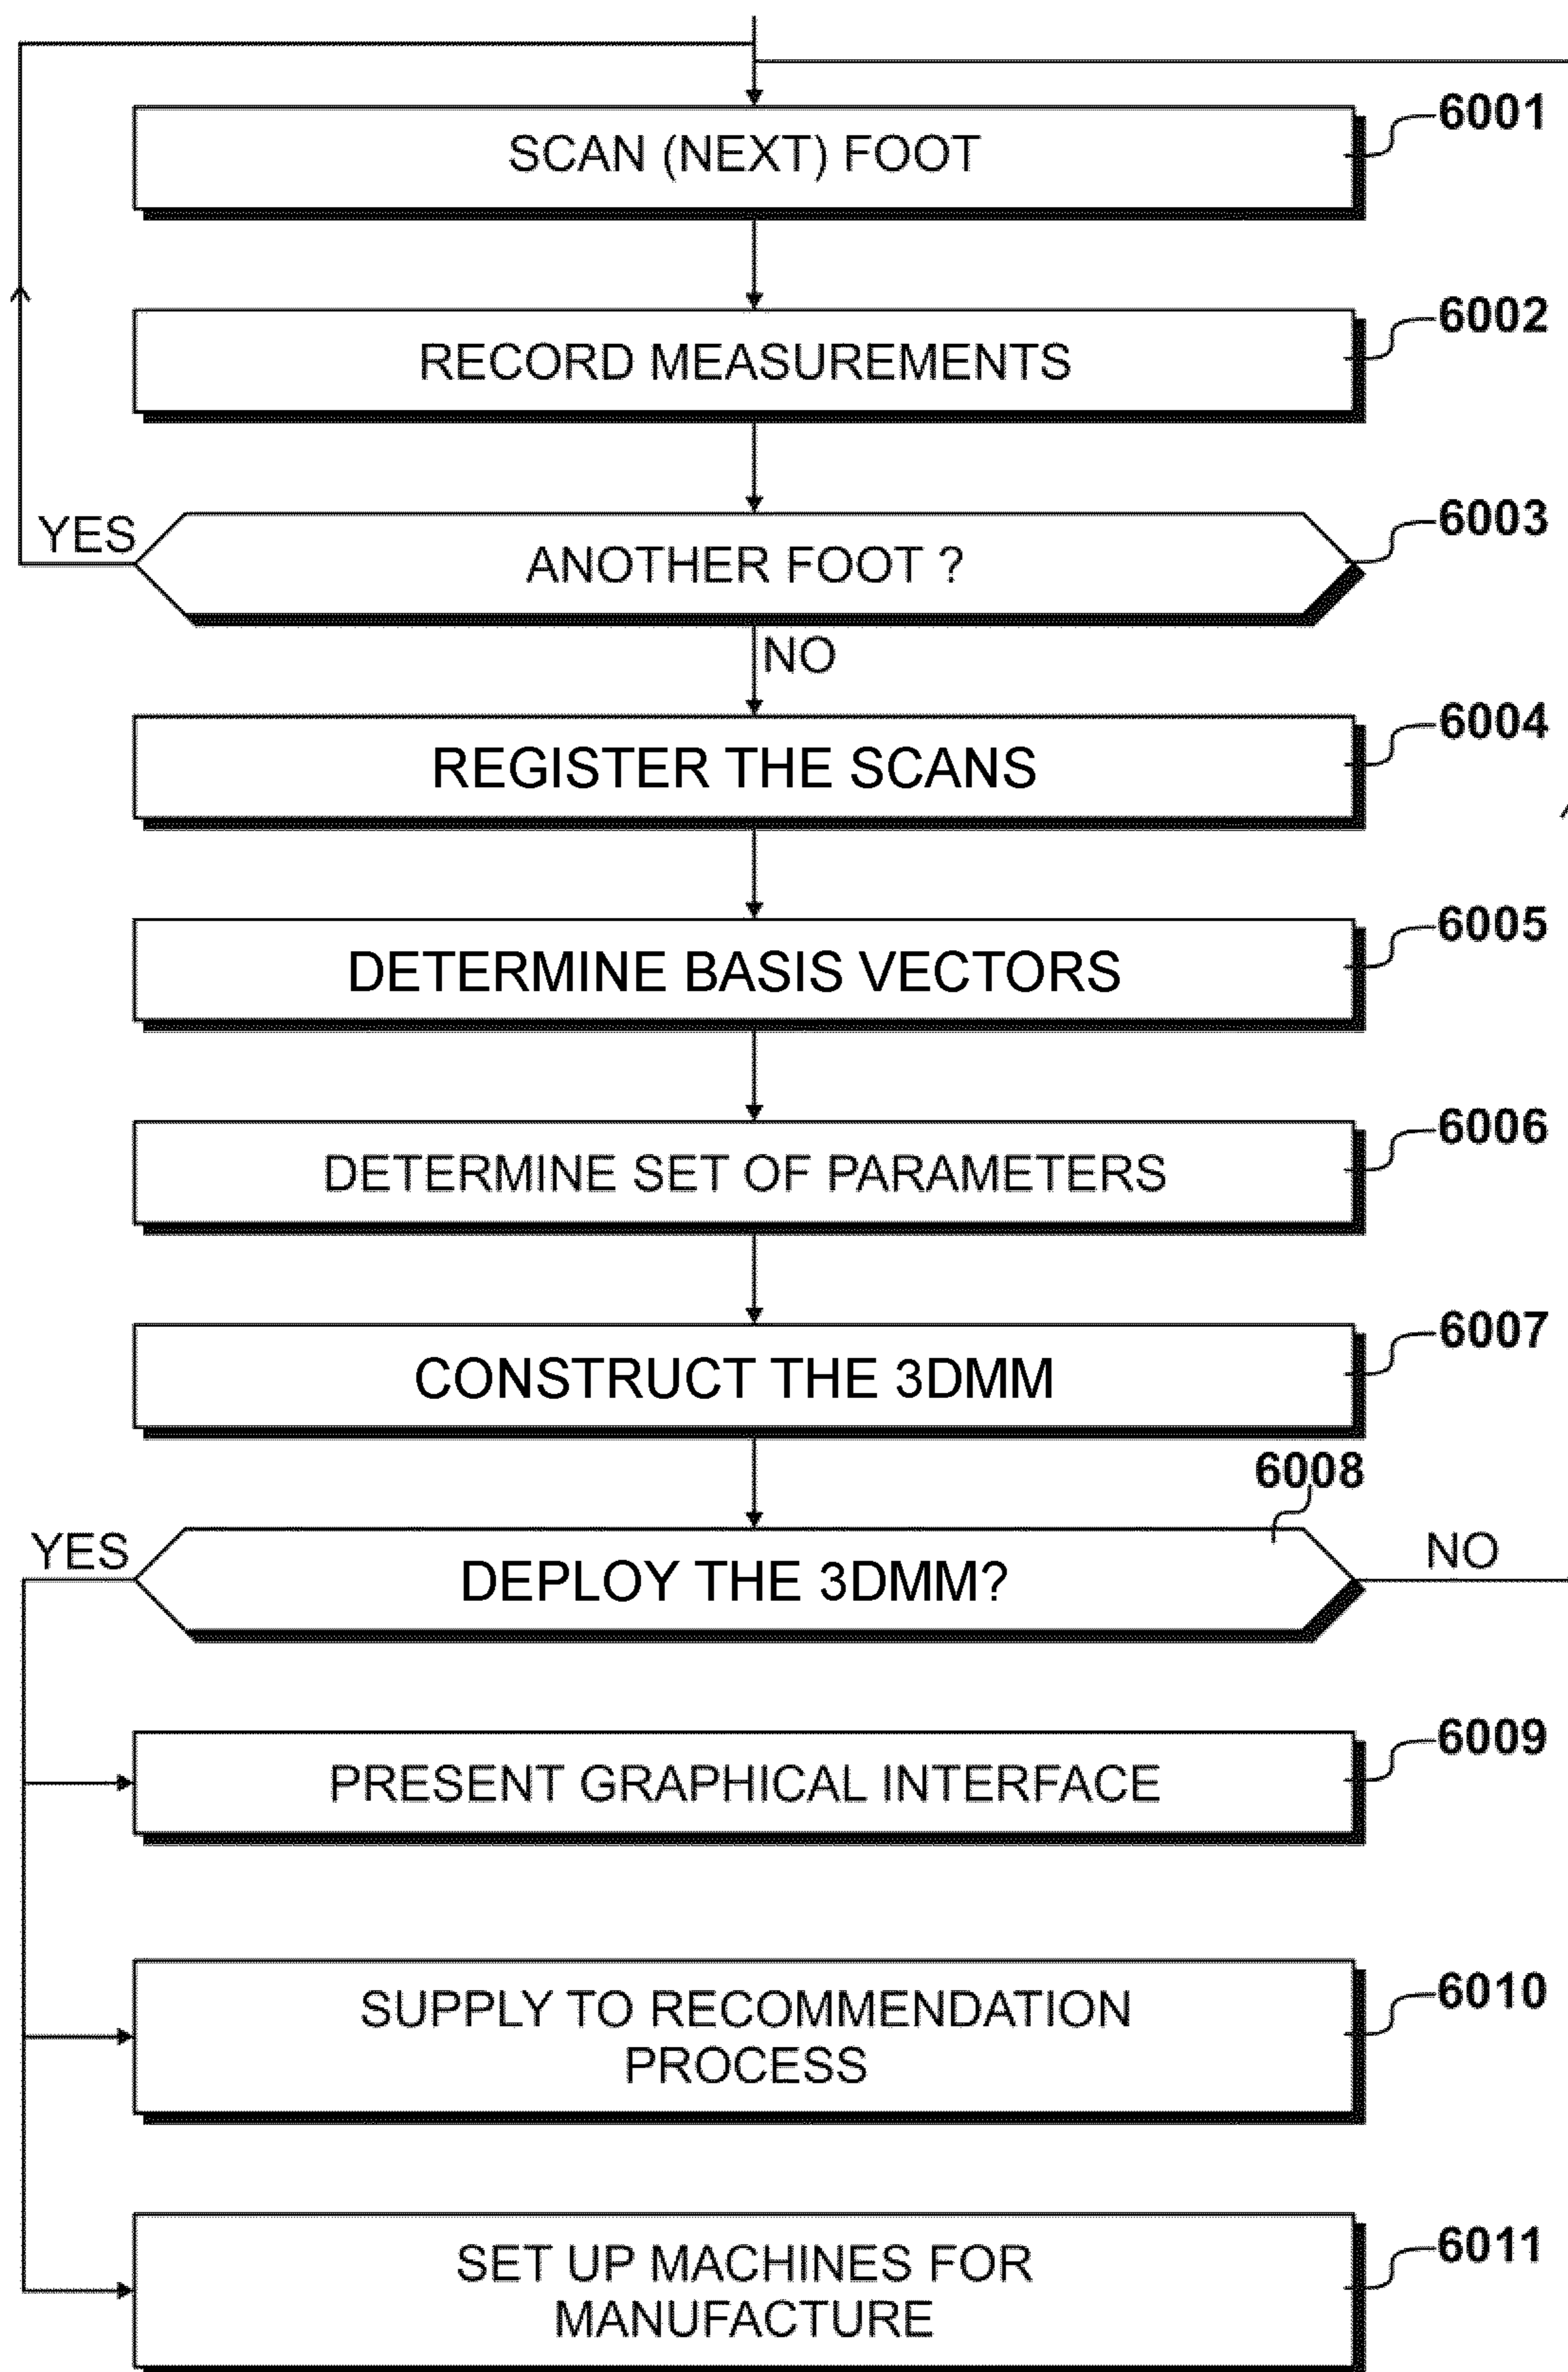 SCAN (NEXT) FOOT
6001
RECORD MEASUREMENTS
6002
YES
ANOTHER FOOT ?
6003
NO
REGISTER THE SCANS
6004
DETERMINE BASIS VECTORS
6005
DETERMINE SET OF PARAMETERS
6006
CONSTRUCT THE 3DMM
6007
6008
YES
DEPLOY THE 3DMM?
NO
PRESENT GRAPHICAL INTERFACE
6009
SUPPLY TO RECOMMENDATION
PROCESS
6010
SET UP MACHINES FOR
MANUFACTURE
6011